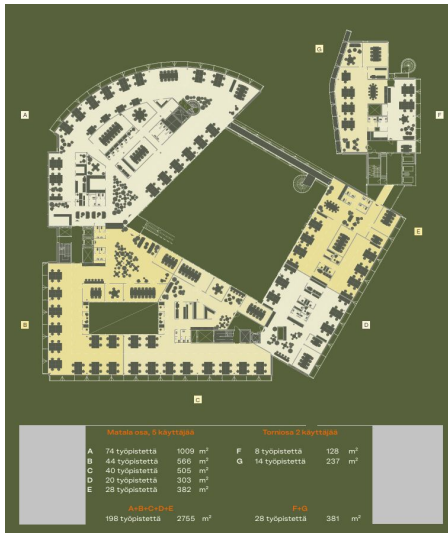 G
A
F
E
B
D
C
Matala osa, 5 käyttäjää
A 74 työpistettä 1009 m²
B 44 työpistettä 566 m²
C 40 työpistettä 505 m²
D 20 työpistettä 303 m²
E 28 työpistettä 382 m²
A+B+C+D+E
198 työpistettä 2755 m²
Torniosa 2 käyttäjää
F 8 työpistettä 128 m²
G 14 työpistettä 237 m²
F+G
28 työpistettä 381 m²